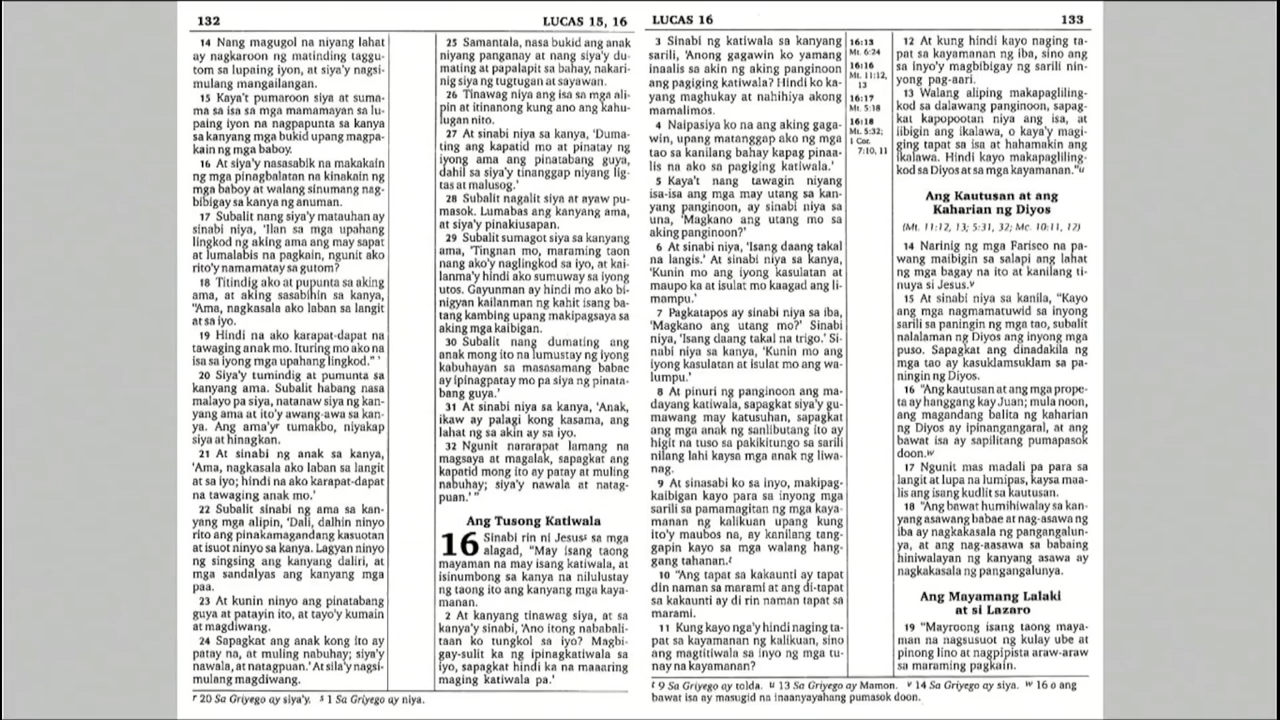 132
LUCAS 15, 16
14 Nang magugol na niyang lahat
ay nagkaroon ng matinding taggu-
tom sa lupaing iyon, at siya'y nagsi-
mulang mangailangan.
15 Kaya't pumaroon siya at suma-
ma sa isa sa mga mamamayan sa lu-
paing iyon na nagpapunta sa kanya
sa kanyang mga bukid upang magpa-
kain ng mga baboy.
16 At siya'y nasasabik na makakain
ng mga pinagbalatan na kinakain ng
mga baboy at walang sinumang nag-
bibigay sa kanya ng anuman.
17 Subalit nang siya'y matauhan ay
sinabi niya, 'Ilan sa mga upahang
lingkod ng aking ama ang may sapat
at lumalabis na pagkain, ngunit ako
rito'y namamatay sa gutom?
18 Titindig ako at pupunta sa aking
ama, at aking sasabihin sa kanya,
"Ama, nagkasala ako laban sa langit
at sa iyo.
19 Hindi na ako karapat-dapat na
tawaging anak mo. Ituring mo ako na
isa sa iyong mga upahang lingkod." '
20 Siya'y tumindig at pumunta sa
kanyang ama. Subalit habang nasa
malayo pa siya, natanaw siya ng kan-
yang ama at ito'y awang-awa sa kan-
ya. Ang ama'yʳ tumakbo, niyakap
siya at hinagkan.
21 At sinabi ng anak sa kanya,
'Ama, nagkasala ako laban sa langit
at sa iyo; hindi na ako karapat-dapat
na tawaging anak mo.'
22 Subalit sinabi ng ama sa kan-
yang mga alipin, 'Dali, dalhin ninyo
rito ang pinakamagandang kasuotan
at isuot ninyo sa kanya. Lagyan ninyo
ng singsing ang kanyang daliri, at
mga sandalyas ang kanyang mga
paa.
23 At kunin ninyo ang pinatabang
guya at patayin ito, at tayo'y kumain
at magdiwang.
24 Sapagkat ang anak kong ito ay
patay na, at muling nabuhay; siya'y
nawala, at natagpuan.' At sila'y nagsi-
mulang magdiwang.
25 Samantala, nasa bukid ang anak
niyang panganay at nang siya'y du-
mating at papalapit sa bahay, nakari-
nig siya ng tugtugan at sayawan.
26 Tinawag niya ang isa sa mga ali-
pin at itinanong kung ano ang kahu-
lugan nito.
27 At sinabi niya sa kanya, 'Duma-
ting ang kapatid mo at pinatay ng
iyong ama ang pinatabang guya,
dahil sa siya'y tinanggap niyang lig-
tas at malusog.'
28 Subalit nagalit siya at ayaw pu-
masok. Lumabas ang kanyang ama,
at siya'y pinakiusapan.
29 Subalit sumagot siya sa kanyang
ama, 'Tingnan mo, maraming taon
nang ako'y naglingkod sa iyo, at kai-
lanma'y hindi ako sumuway sa iyong
utos. Gayunman ay hindi mo ako bi-
nigyan kailanman ng kahit isang ba-
tang kambing upang makipagsaya sa
aking mga kaibigan.
30 Subalit nang dumating ang
anak mong ito na lumustay ng iyong
kabuhayan sa masasamang babae
ay ipinagpatay mo pa siya ng pinata-
bang guya.'
31 At sinabi niya sa kanya, 'Anak,
ikaw ay palagi kong kasama, ang
lahat ng sa akin ay sa iyo.
32 Ngunit nararapat lamang na
magsaya at magalak, sapagkat ang
kapatid mong ito ay patay at muling
nabuhay; siya'y nawala at natag-
puan.' "
Ang Tusong Katiwala
16 Sinabi rin ni Jesusˢ sa mga
alagad, "May isang taong
mayaman na may isang katiwala, at
isinumbong sa kanya na nilulustay
ng taong ito ang kanyang mga kaya-
manan.
2 At kanyang tinawag siya, at sa
kanya'y sinabi, 'Ano itong nababali-
taan ko tungkol sa iyo? Magbi-
gay-sulit ka ng ipinagkatiwala sa
iyo, sapagkat hindi ka na maaaring
maging katiwala pa.'
ʳ 20 Sa Griyego ay siya'y. ˢ 1 Sa Griyego ay niya.
LUCAS 16
133
3 Sinabi ng katiwala sa kanyang
sarili, 'Anong gagawin ko yamang
inaalis sa akin ng aking panginoon
ang pagiging katiwala? Hindi ko ka-
yang maghukay at nahihiya akong
mamalimos.
4 Naipasiya ko na ang aking gaga-
win, upang matanggap ako ng mga
tao sa kanilang bahay kapag pinaa-
lis na ako sa pagiging katiwala.'
5 Kaya't nang tawagin niyang
isa-isa ang mga may utang sa kan-
yang panginoon, ay sinabi niya sa
una, 'Magkano ang utang mo sa
aking panginoon?'
6 At sinabi niya, 'Isang daang takal
na langis.' At sinabi niya sa kanya,
'Kunin mo ang iyong kasulatan at
maupo ka at isulat mo kaagad ang li-
mampu.'
7 Pagkatapos ay sinabi niya sa iba,
'Magkano ang utang mo?' Sinabi
niya, 'Isang daang takal na trigo.' Si-
nabi niya sa kanya, 'Kunin mo ang
iyong kasulatan at isulat mo ang wa-
lumpu.'
8 At pinuri ng panginoon ang ma-
dayang katiwala, sapagkat siya'y gu-
mawang may katusuhan, sapagkat
ang mga anak ng sanlibutang ito ay
higit na tuso sa pakikitungo sa sarili
nilang lahi kaysa mga anak ng liwa-
nag.
9 At sinasabi ko sa inyo, makipag-
kaibigan kayo para sa inyong mga
sarili sa pamamagitan ng mga kaya-
manan ng kalikuan upang kung
ito'y maubos na, ay kanilang tang-
gapin kayo sa mga walang hang-
gang tahanan.ᵗ
10 "Ang tapat sa kakaunti ay tapat
din naman sa marami at ang di-tapat
sa kakaunti ay di rin naman tapat sa
marami.
11 Kung kayo nga'y hindi naging ta-
pat sa kayamanan ng kalikuan, sino
ang magtitiwala sa inyo ng mga tu-
nay na kayamanan?
16:13
Mt. 6:24
16:16
Mt. 11:12,
13
16:17
Mt. 5:18
16:18
Mt. 5:32;
1 Cor.
7:10, 11
12 At kung hindi kayo naging ta-
pat sa kayamanan ng iba, sino ang
sa inyo'y magbibigay ng sarili nin-
yong pag-aari.
13 Walang aliping makapagliling-
kod sa dalawang panginoon, sapag-
kat kapopootan niya ang isa, at
iibigin ang ikalawa, o kaya'y magi-
ging tapat sa isa at hahamakin ang
ikalawa. Hindi kayo makapagliling-
kod sa Diyos at sa mga kayamanan."ᵘ
Ang Kautusan at ang
Kaharian ng Diyos
(Mt. 11:12, 13; 5:31, 32; Mc. 10:11, 12)
14 Narinig ng mga Fariseo na pa-
wang maibigin sa salapi ang lahat
ng mga bagay na ito at kanilang ti-
nuya si Jesus.ᵛ
15 At sinabi niya sa kanila, "Kayo
ang mga nagmamatuwid sa inyong
sarili sa paningin ng mga tao, subalit
nalalaman ng Diyos ang inyong mga
puso. Sapagkat ang dinadakila ng
mga tao ay kasuklamsuklam sa pa-
ningin ng Diyos.
16 "Ang kautusan at ang mga prope-
ta ay hanggang kay Juan; mula noon,
ang magandang balita ng kaharian
ng Diyos ay ipinangangaral, at ang
bawat isa ay sapilitang pumapasok
doon.ʷ
17 Ngunit mas madali pa para sa
langit at lupa na lumipas, kaysa maa-
lis ang isang kudlit sa kautusan.
18 "Ang bawat humihiwalay sa kan-
yang asawang babae at nag-asawa ng
iba ay nagkakasala ng pangangalun-
ya, at ang nag-aasawa sa babaing
hiniwalayan ng kanyang asawa ay
nagkakasala ng pangangalunya.
Ang Mayamang Lalaki
at si Lazaro
19 "Mayroong isang taong maya-
man na nagsusuot ng kulay ube at
pinong lino at nagpipista araw-araw
sa maraming pagkain.
ᵗ 9 Sa Griyego ay tolda. ᵘ 13 Sa Griyego ay Mamon. ᵛ 14 Sa Griyego ay siya. ʷ 16 o ang
bawat isa ay masugid na inaanyayahang pumasok doon.